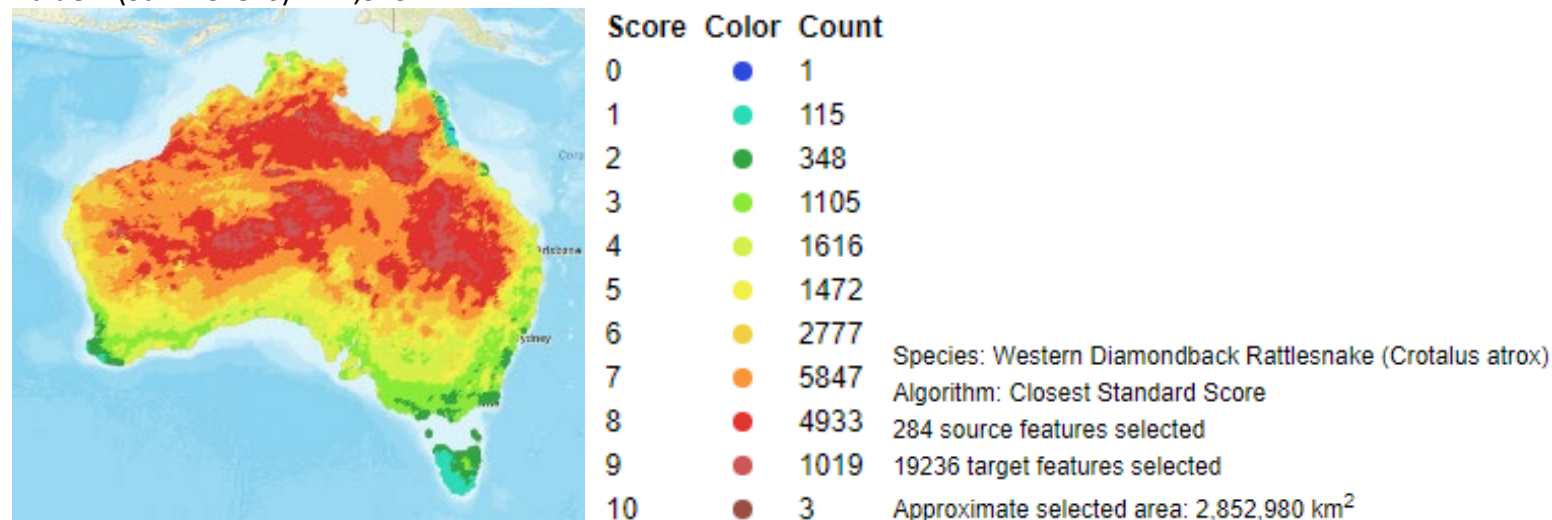 Score Color Count
0 1
1 115
2 348
3 1105
4 1616
5 1472
6 2777
7 5847
8 4933
9 1019
10 3
Species: Western Diamondback Rattlesnake (Crotalus atrox)
Algorithm: Closest Standard Score
284 source features selected
19236 target features selected
Approximate selected area: 2,852,980 km²
Cora
Brisbane
ydney